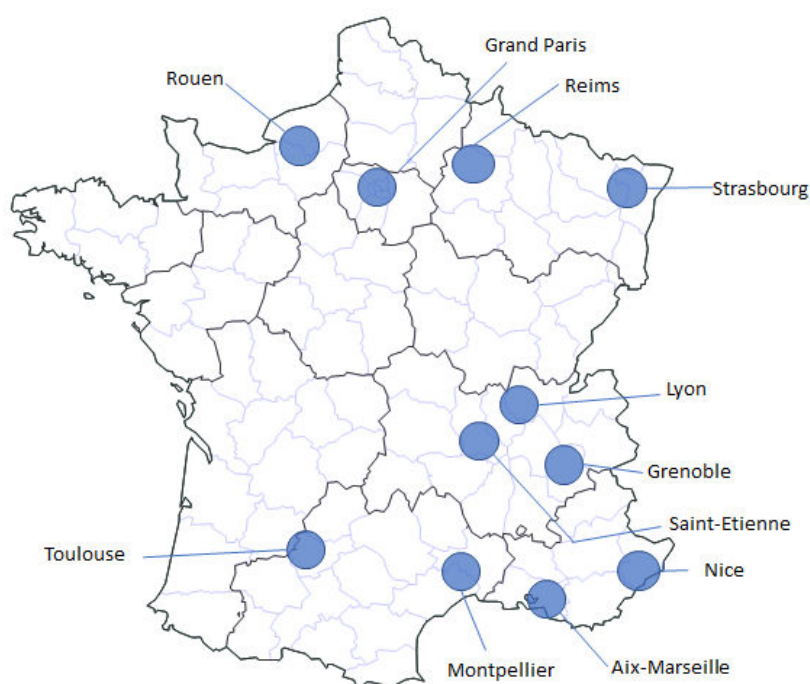 Grand Paris
Rouen
Reims
Strasbourg
Lyon
Grenoble
Saint-Etienne
Toulouse
Nice
Montpellier
Aix-Marseille